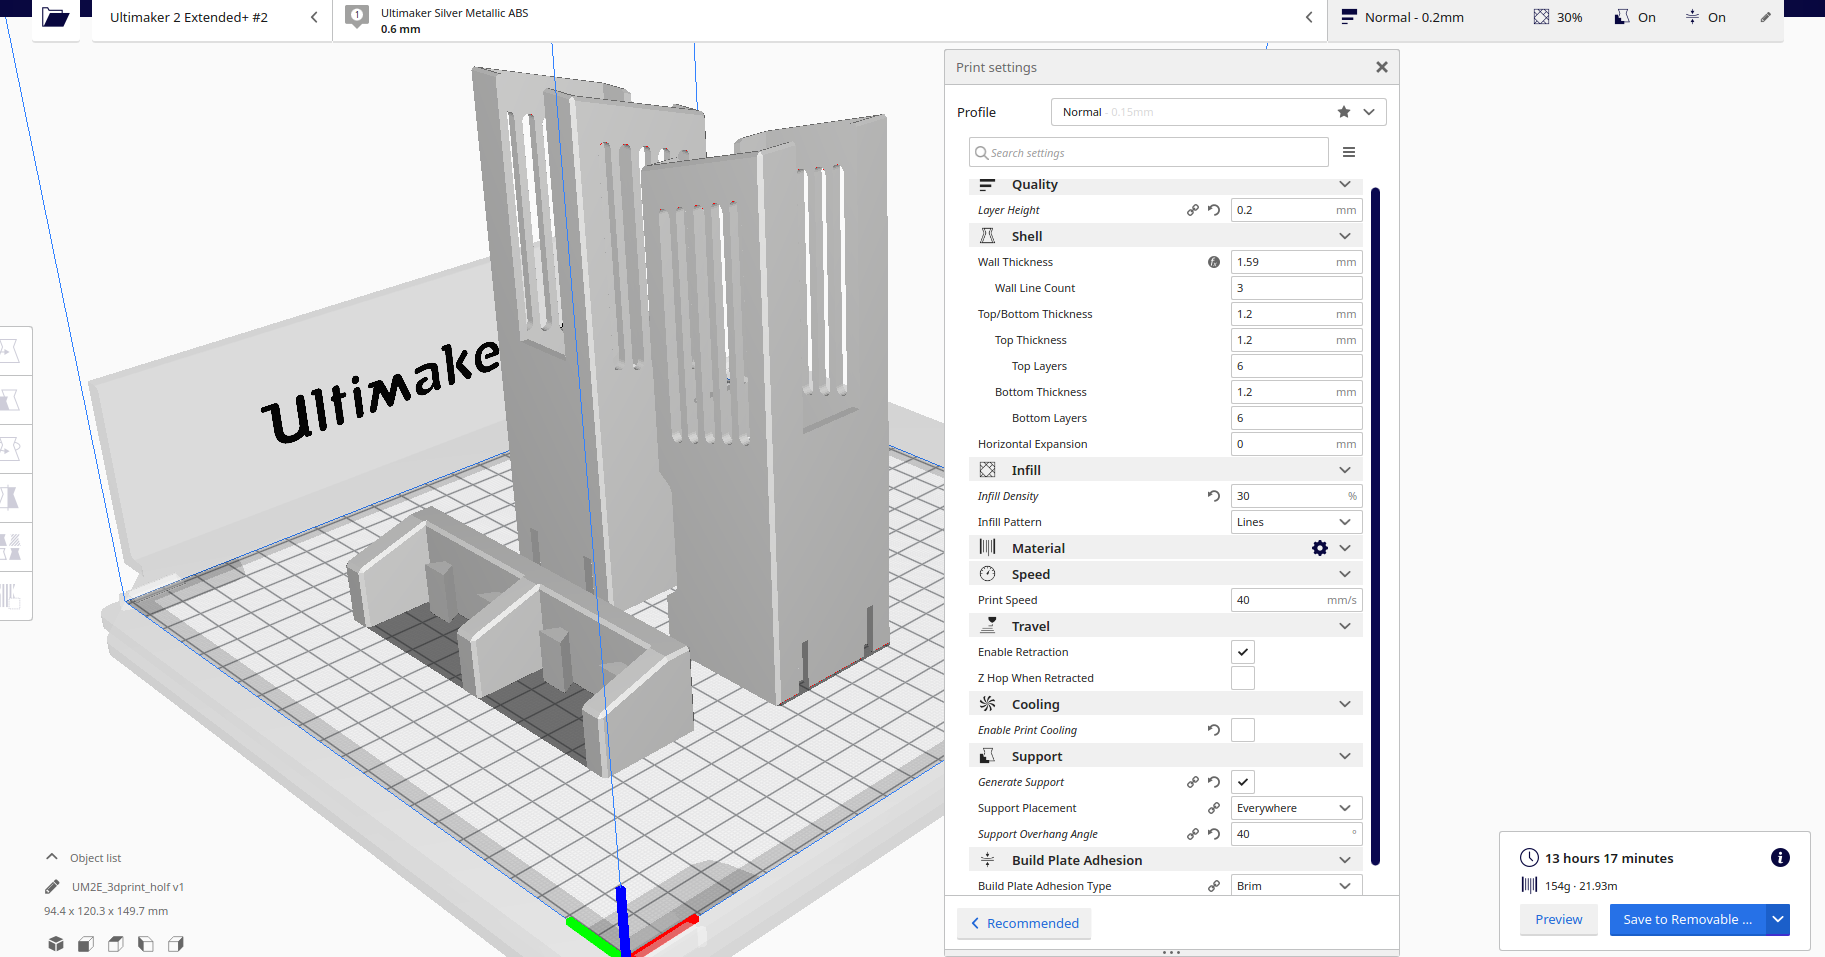 Ultimaker 2 Extended+ #2
1
Ultimaker Silver Metallic ABS
0.6 mm
Normal - 0.2mm
30%
On
On
Print settings
Profile
Normal - 0.15mm
Search settings
Quality
Layer Height
0.2 mm
Shell
Wall Thickness
1.59 mm
Wall Line Count
3
Top/Bottom Thickness
1.2 mm
Top Thickness
1.2 mm
Top Layers
6
Bottom Thickness
1.2 mm
Bottom Layers
6
Horizontal Expansion
0 mm
Infill
Infill Density
30 %
Infill Pattern
Lines
Material
Speed
Print Speed
40 mm/s
Travel
Enable Retraction
Z Hop When Retracted
Cooling
Enable Print Cooling
Support
Generate Support
Support Placement
Everywhere
Support Overhang Angle
40 °
Build Plate Adhesion
Build Plate Adhesion Type
Brim
Recommended
Ultimake
Object list
UM2E_3dprint_holf v1
94.4 x 120.3 x 149.7 mm
13 hours 17 minutes
154g · 21.93m
Preview
Save to Removable ...